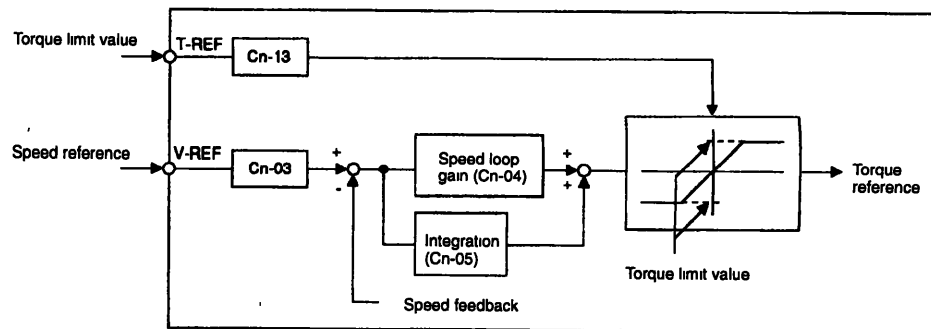 Torque limit value
T-REF
Cn-13
Speed reference
V-REF
Cn-03
+
-
Speed loop
gain (Cn-04)
+
+
Integration
(Cn-05)
Torque
reference
Torque limit value
Speed feedback